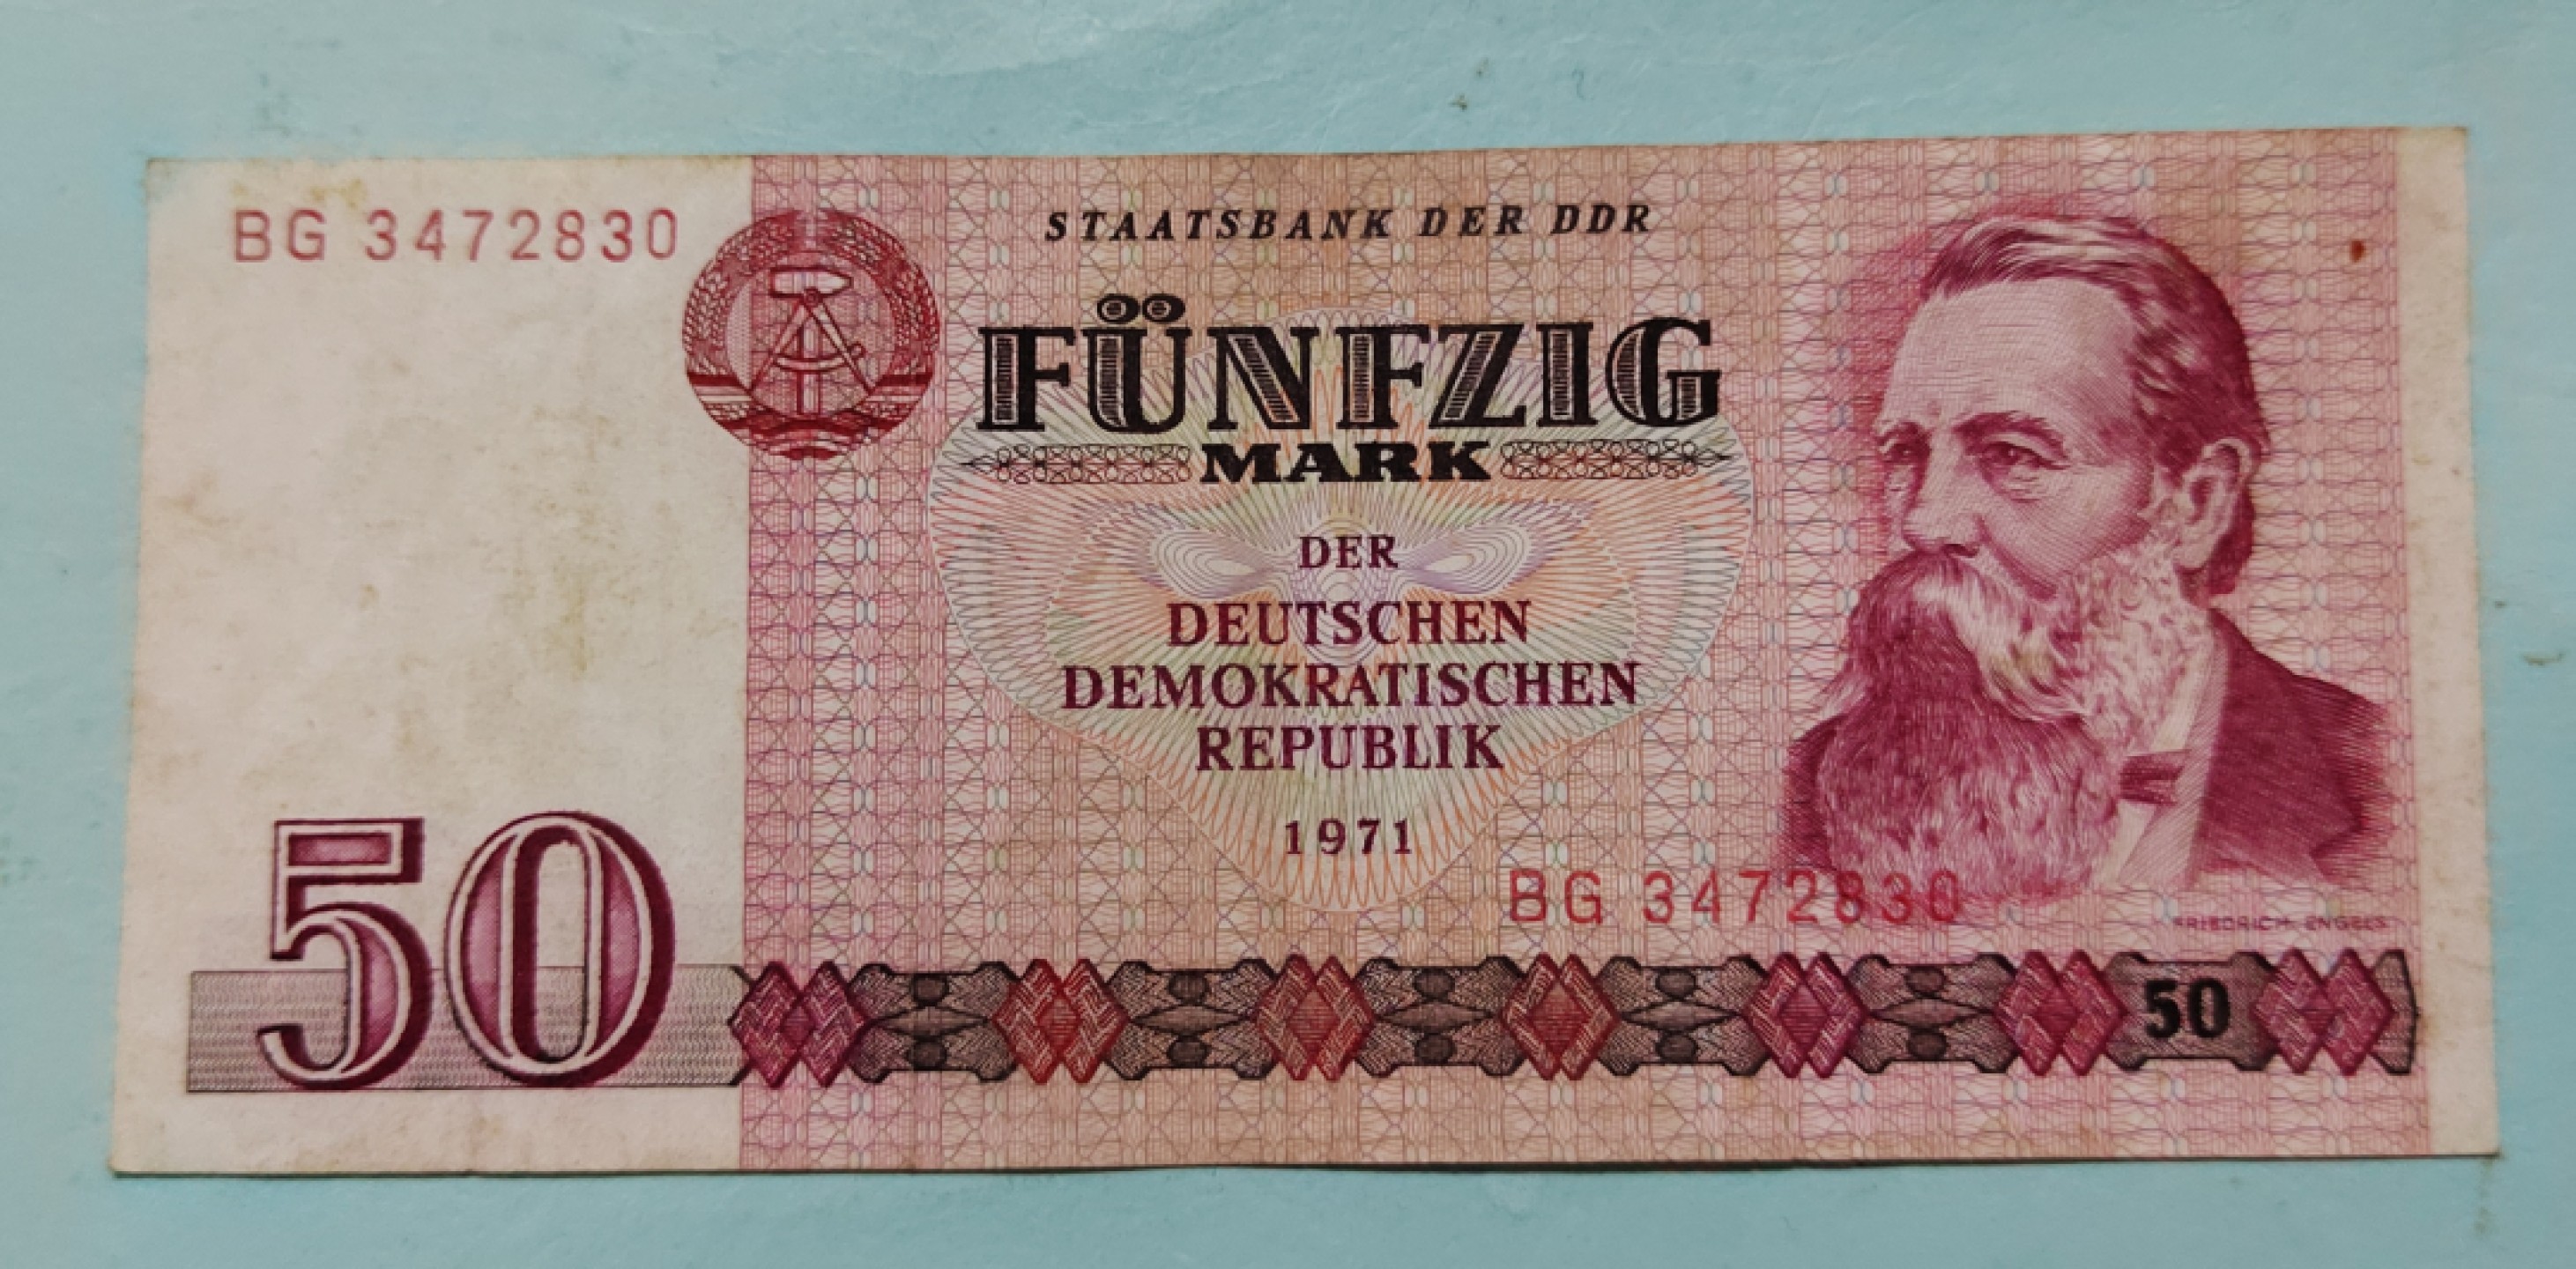 BG 3472830
STAATSBANK DER DDR
FÜNFZIG
MARK
DER
DEUTSCHEN
DEMOKRATISCHEN
REPUBLIK
1971
BG 3472830
FRIEDRICH ENGELS
50
50